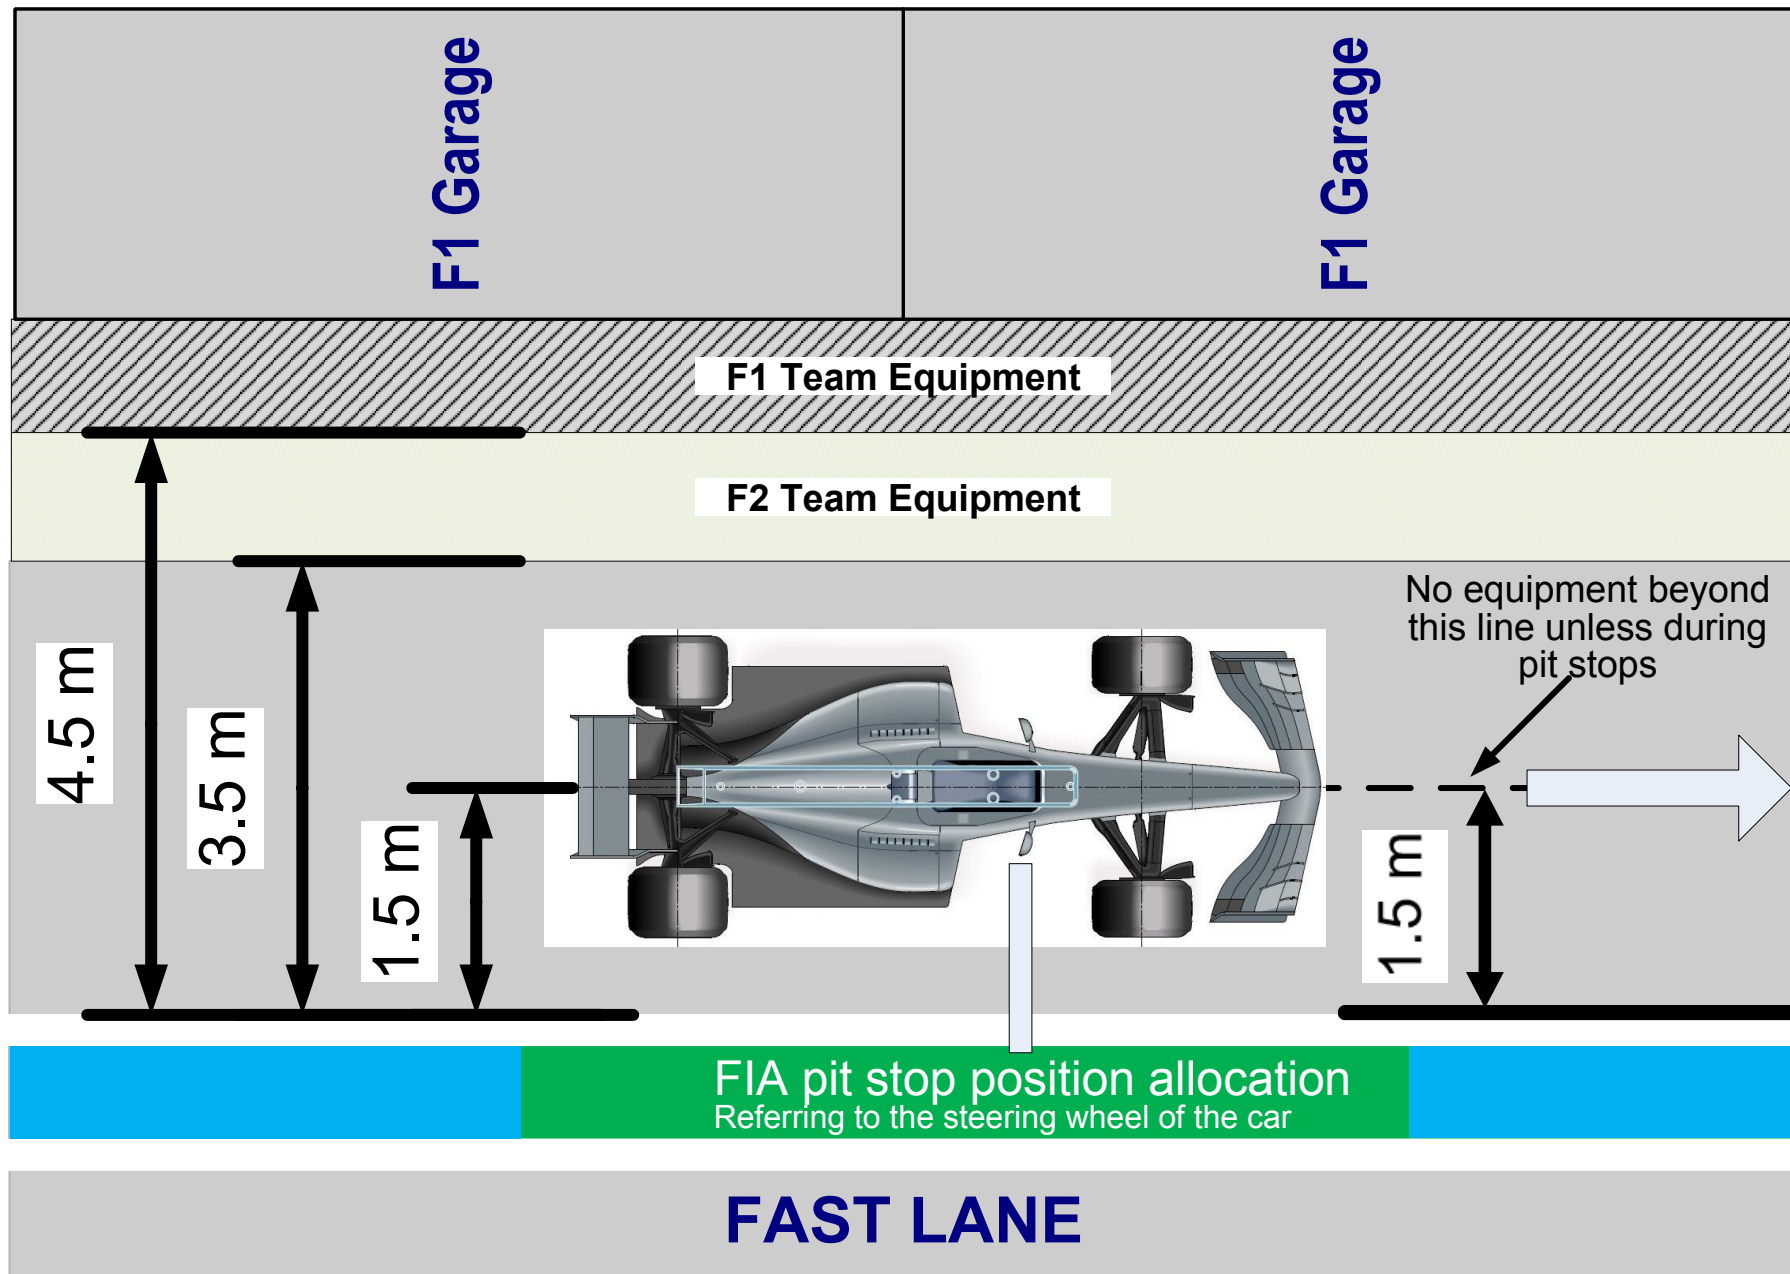 F1 Garage
F1 Garage
F1 Team Equipment
F2 Team Equipment
No equipment beyond
this line unless during
pit stops
4.5 m
3.5 m
1.5 m
1.5 m
FIA pit stop position allocation
Referring to the steering wheel of the car
FAST LANE